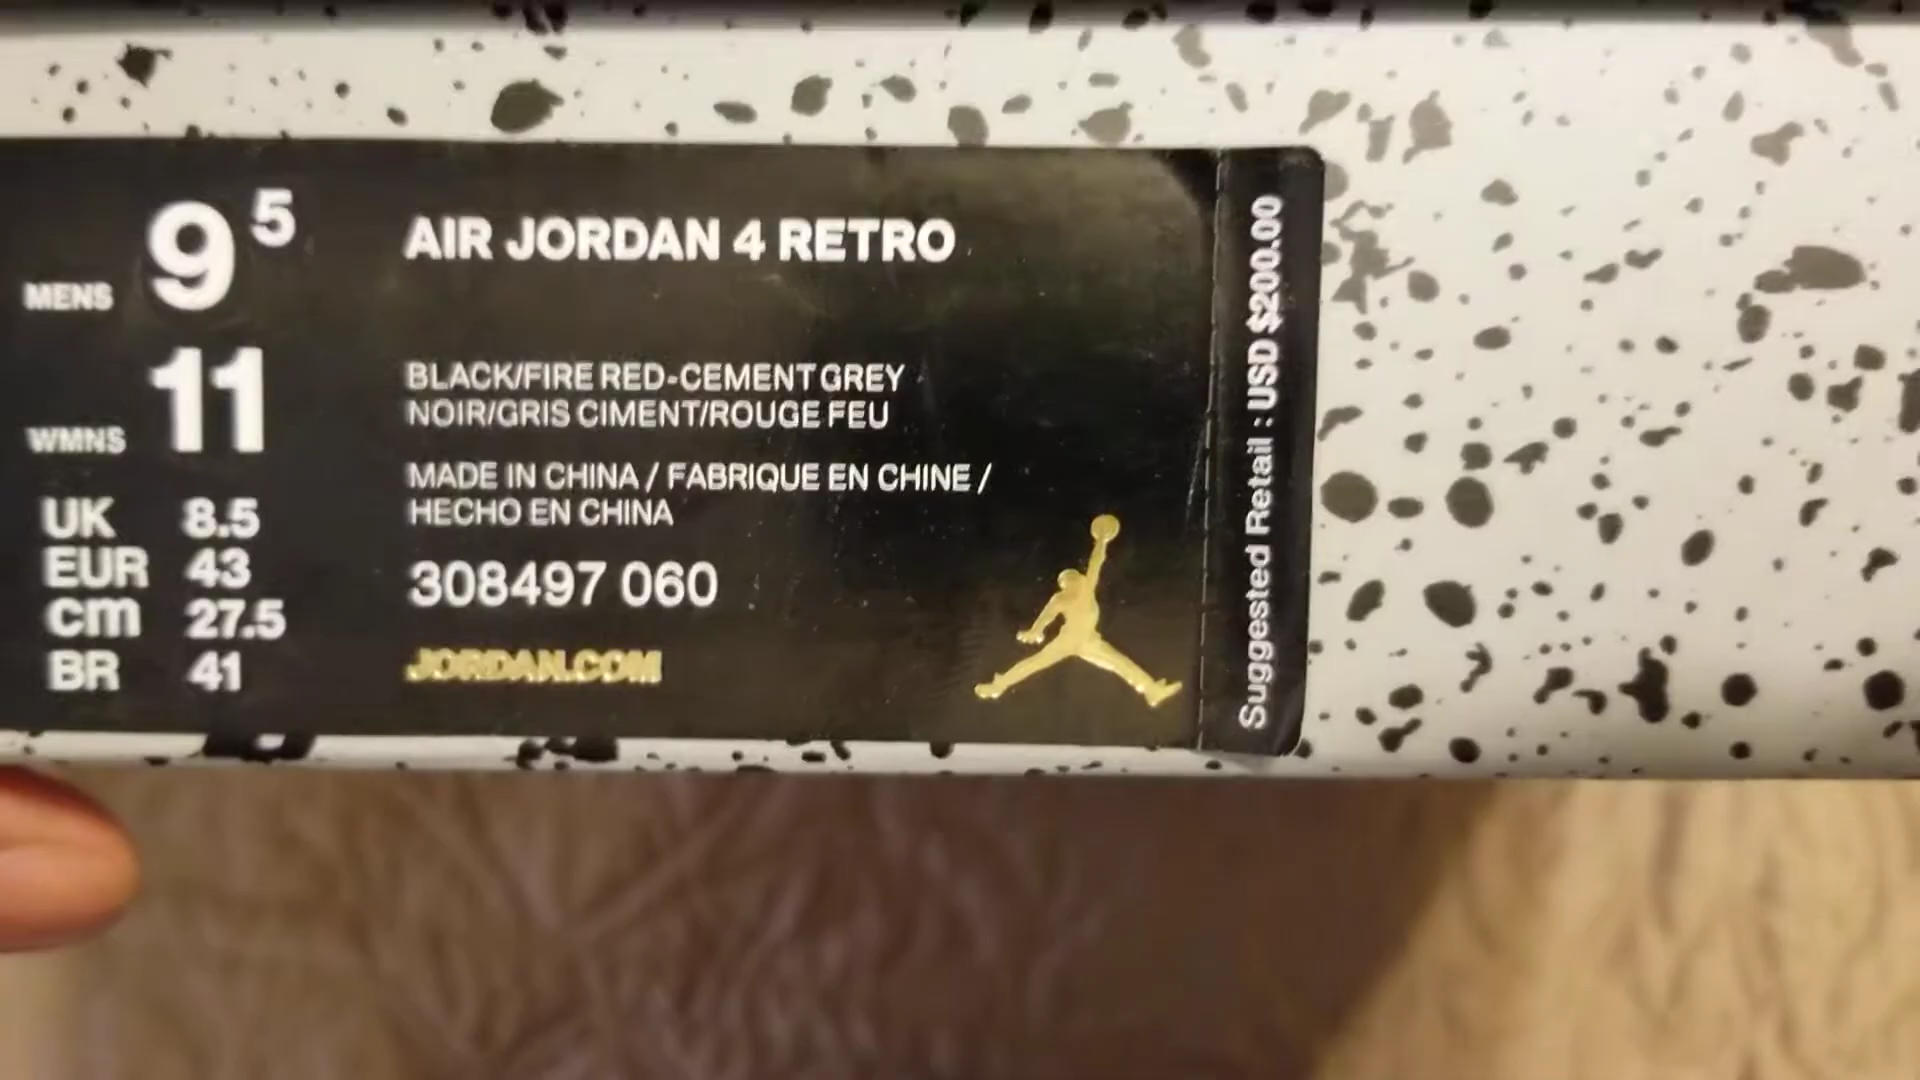 MENS 9 5
WMNS 11
UK 8.5
EUR 43
cm 27.5
BR 41
AIR JORDAN 4 RETRO
BLACK/FIRE RED-CEMENT GREY
NOIR/GRIS CIMENT/ROUGE FEU
MADE IN CHINA / FABRIQUE EN CHINE /
HECHO EN CHINA
308497 060
JORDAN.COM
Suggested Retail : USD $200.00